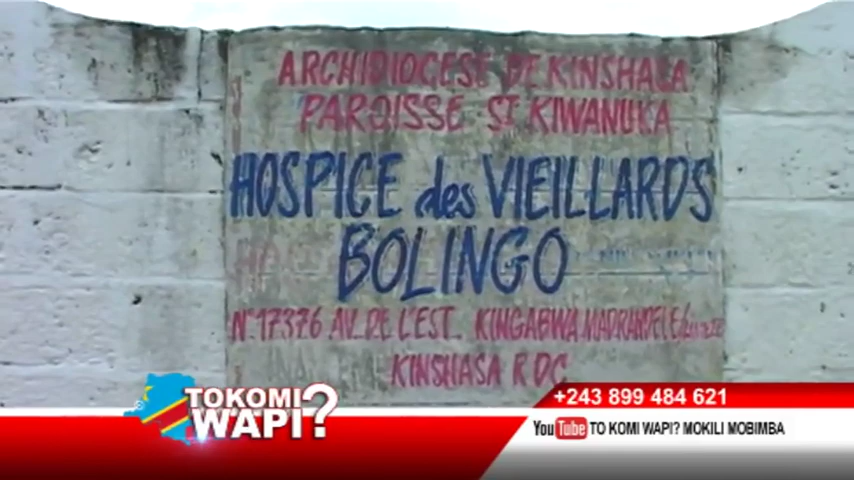 ARCHIDIOCESE DE KINSHASA
PAROISSE St KIWANUKA
HOSPICE des VIEILLARDS
BOLINGO
N° 17376 AV. DE L'EST. KINGABWA
KINSHASA RDC
TOKOMI
WAPI?
+243 899 484 621
YouTube TO KOMI WAPI? MOKILI MOBIMBA